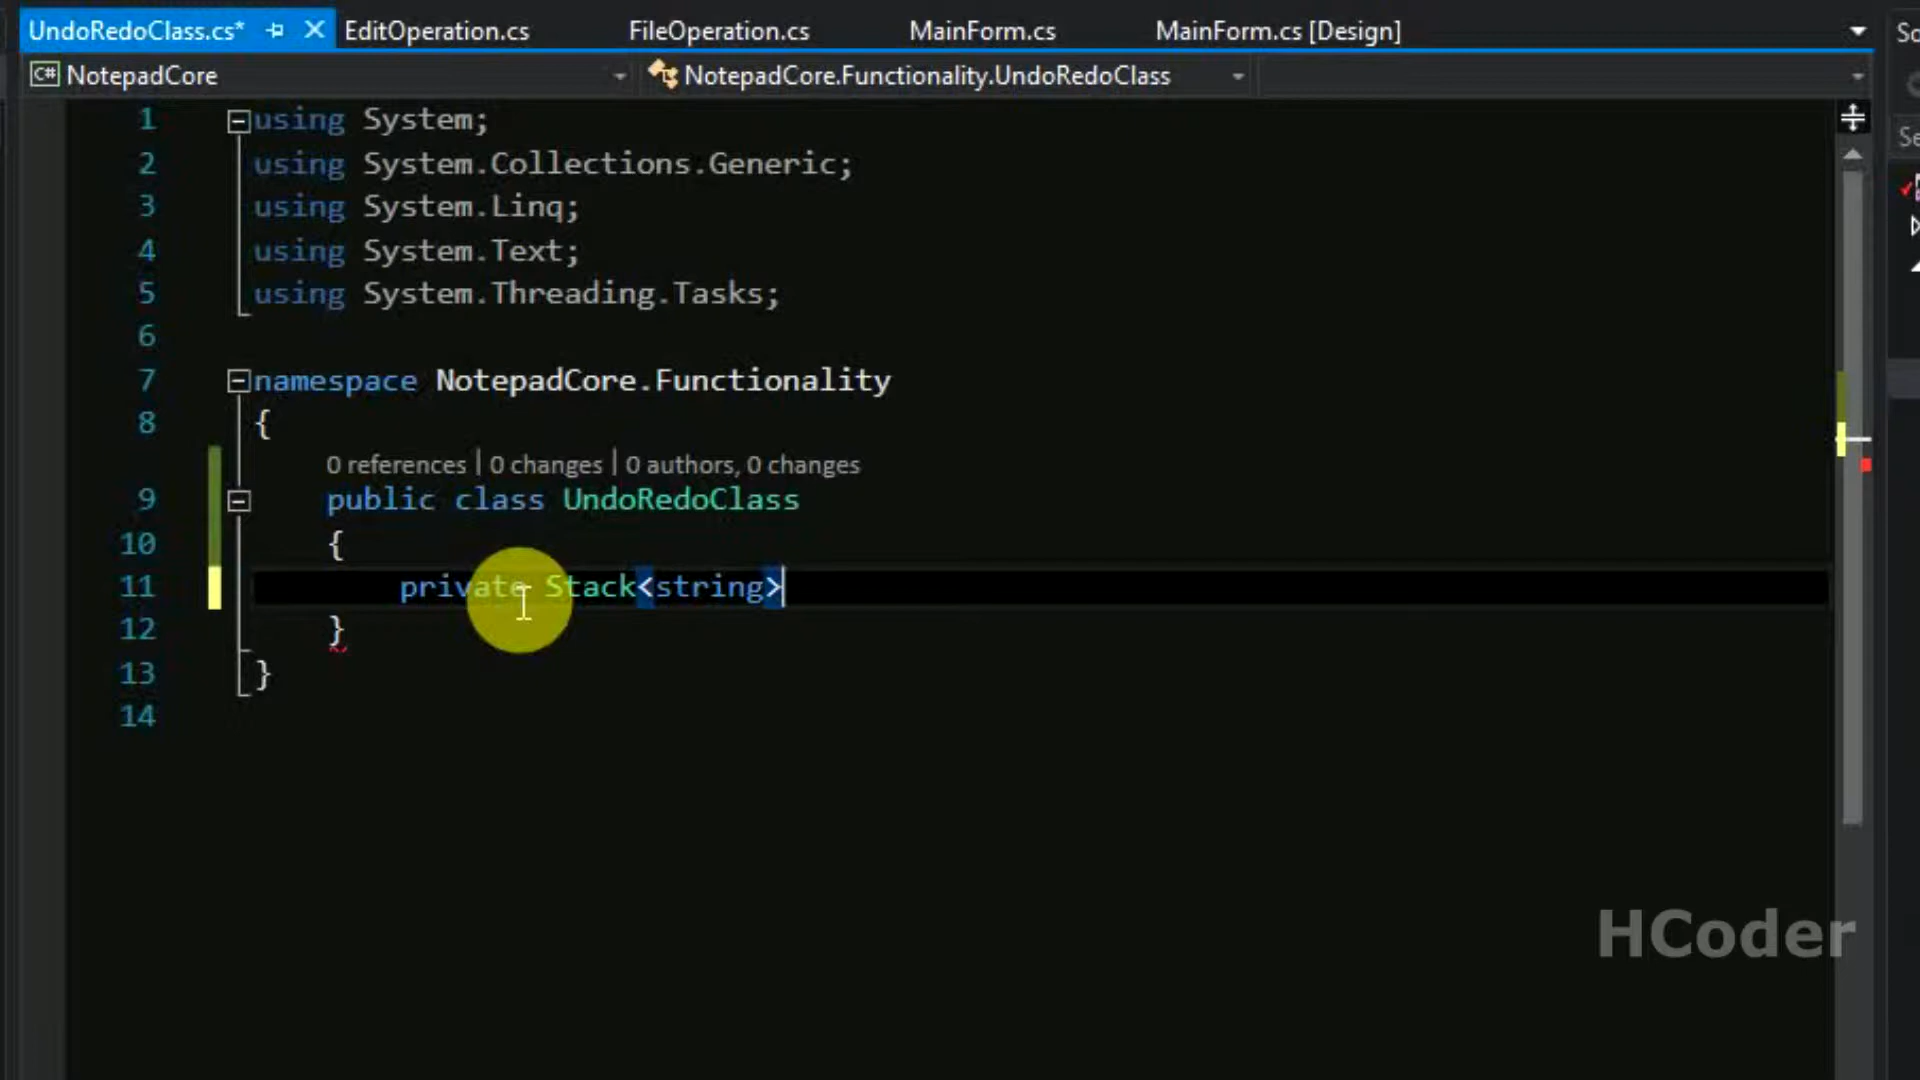 UndoRedoClass.cs* EditOperation.cs FileOperation.cs MainForm.cs MainForm.cs [Design]
C# NotepadCore NotepadCore.Functionality.UndoRedoClass
1 using System;
2 using System.Collections.Generic;
3 using System.Linq;
4 using System.Text;
5 using System.Threading.Tasks;
6
7 namespace NotepadCore.Functionality
8 {
0 references | 0 changes | 0 authors, 0 changes
9 public class UndoRedoClass
10 {
11 private Stack<string>
12 }
13 }
14
HCoder